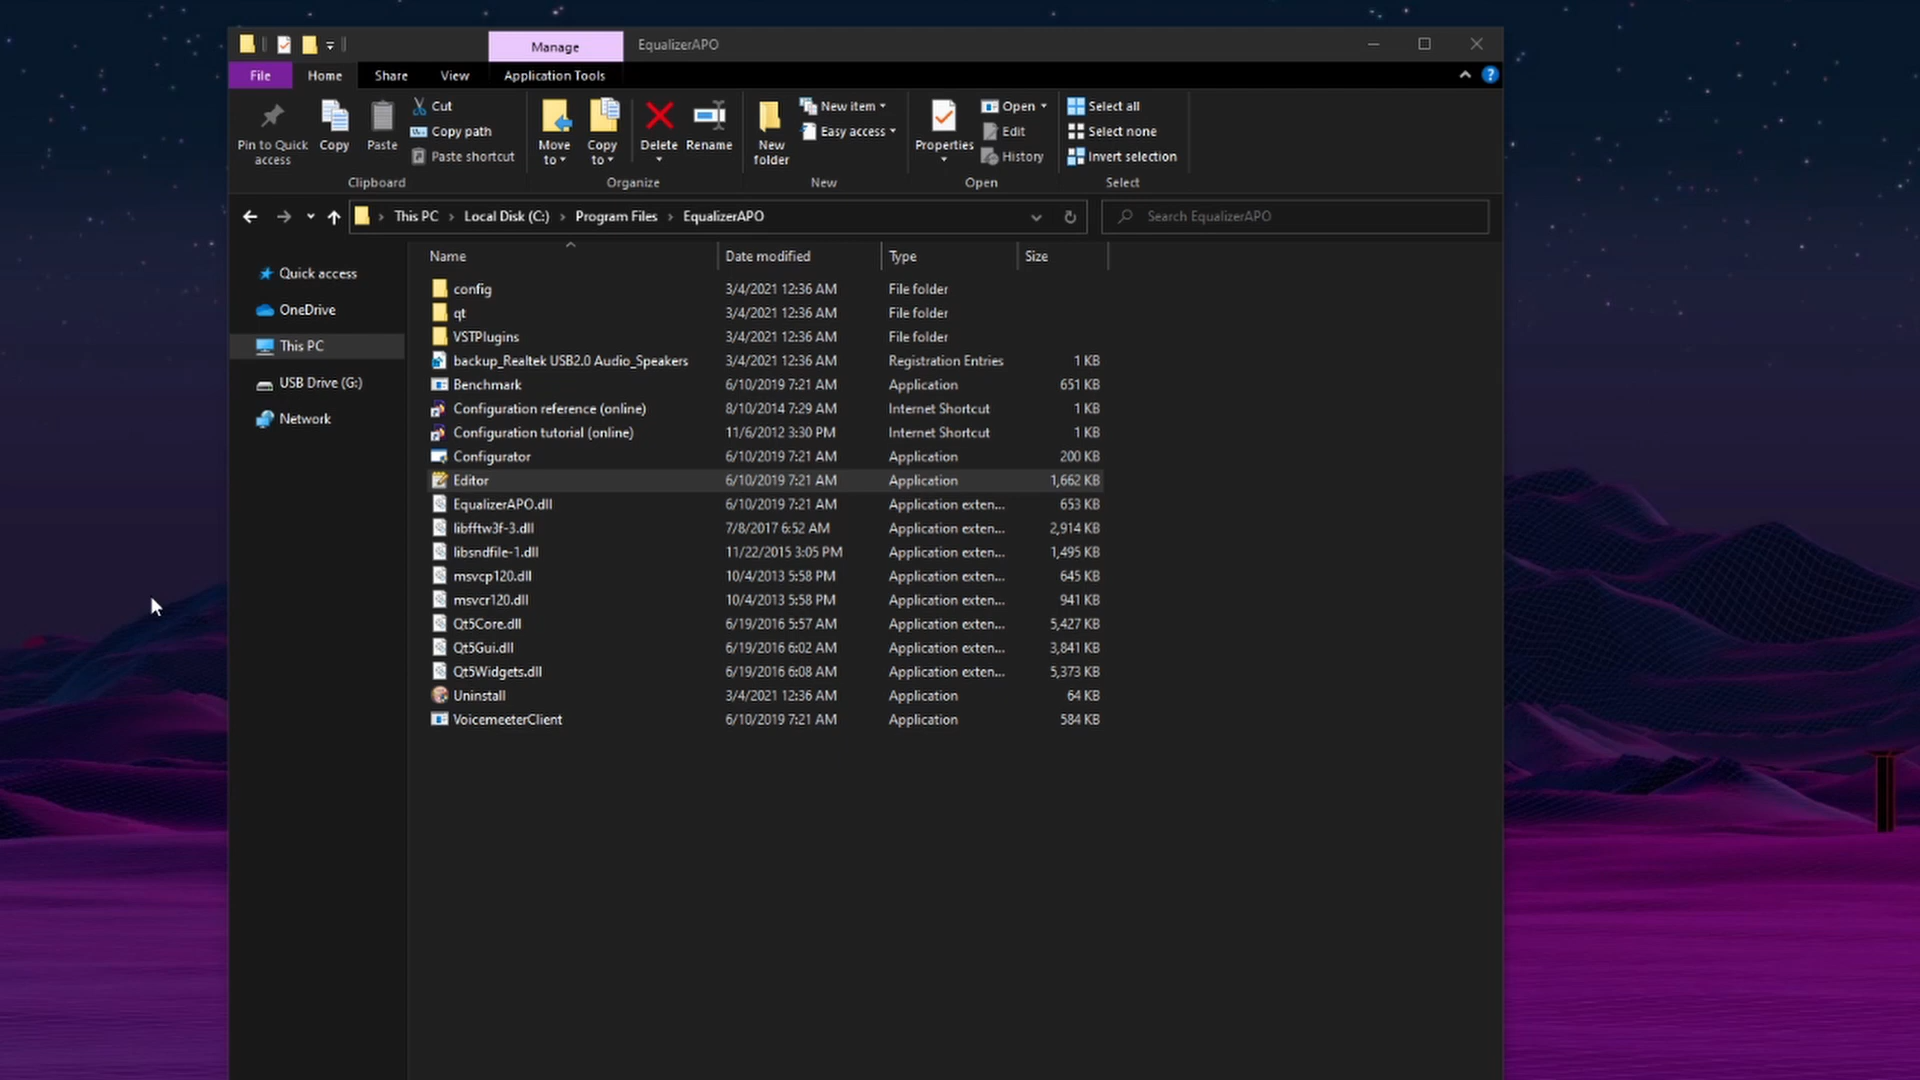 Manage
EqualizerAPO
File
Home
Share
View
Application Tools
Pin to Quick
access
Copy
Paste
Cut
Copy path
Paste shortcut
Clipboard
Move
to
Copy
to
Delete
Rename
Organize
New
folder
New item
Easy access
New
Properties
Open
Edit
History
Open
Select all
Select none
Invert selection
Select
This PC › Local Disk (C:) › Program Files › EqualizerAPO
Search EqualizerAPO
Quick access
OneDrive
This PC
USB Drive (G:)
Network
Name Date modified Type Size
config 3/4/2021 12:36 AM File folder
qt 3/4/2021 12:36 AM File folder
VSTPlugins 3/4/2021 12:36 AM File folder
backup_Realtek USB2.0 Audio_Speakers 3/4/2021 12:36 AM Registration Entries 1 KB
Benchmark 6/10/2019 7:21 AM Application 651 KB
Configuration reference (online) 8/10/2014 7:29 AM Internet Shortcut 1 KB
Configuration tutorial (online) 11/6/2012 3:30 PM Internet Shortcut 1 KB
Configurator 6/10/2019 7:21 AM Application 200 KB
Editor 6/10/2019 7:21 AM Application 1,662 KB
EqualizerAPO.dll 6/10/2019 7:21 AM Application exten... 653 KB
libfftw3f-3.dll 7/8/2017 6:52 AM Application exten... 2,914 KB
libsndfile-1.dll 11/22/2015 3:05 PM Application exten... 1,495 KB
msvcp120.dll 10/4/2013 5:58 PM Application exten... 645 KB
msvcr120.dll 10/4/2013 5:58 PM Application exten... 941 KB
Qt5Core.dll 6/19/2016 5:57 AM Application exten... 5,427 KB
Qt5Gui.dll 6/19/2016 6:02 AM Application exten... 3,841 KB
Qt5Widgets.dll 6/19/2016 6:08 AM Application exten... 5,373 KB
Uninstall 3/4/2021 12:36 AM Application 64 KB
VoicemeeterClient 6/10/2019 7:21 AM Application 584 KB